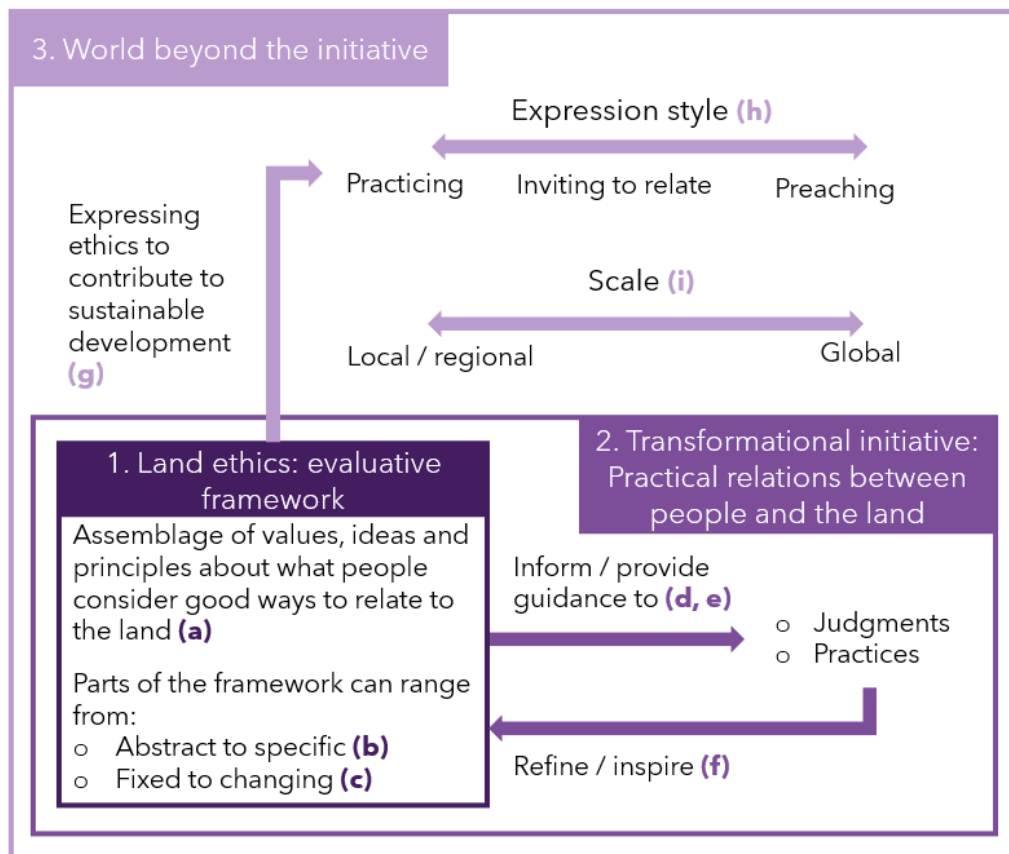 3. World beyond the initiative
Expression style (h)
Practicing
Inviting to relate
Preaching
Expressing
ethics to
contribute to
sustainable
development
(g)
Scale (i)
Local / regional
Global
1. Land ethics: evaluative
framework
Assemblage of values, ideas and
principles about what people
consider good ways to relate to
the land (a)
Parts of the framework can range
from:
o Abstract to specific (b)
o Fixed to changing (c)
2. Transformational initiative:
Practical relations between
people and the land
Inform / provide
guidance to (d, e)
o Judgments
o Practices
Refine / inspire (f)